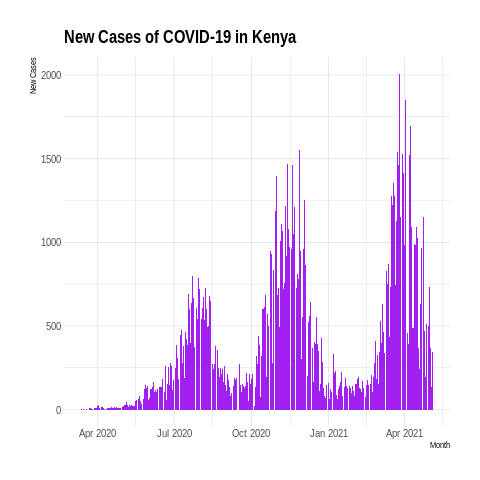 New Cases of COVID-19 in Kenya
New Cases
2000
1500
1000
500
0
Apr 2020 Jul 2020 Oct 2020 Jan 2021 Apr 2021
Month